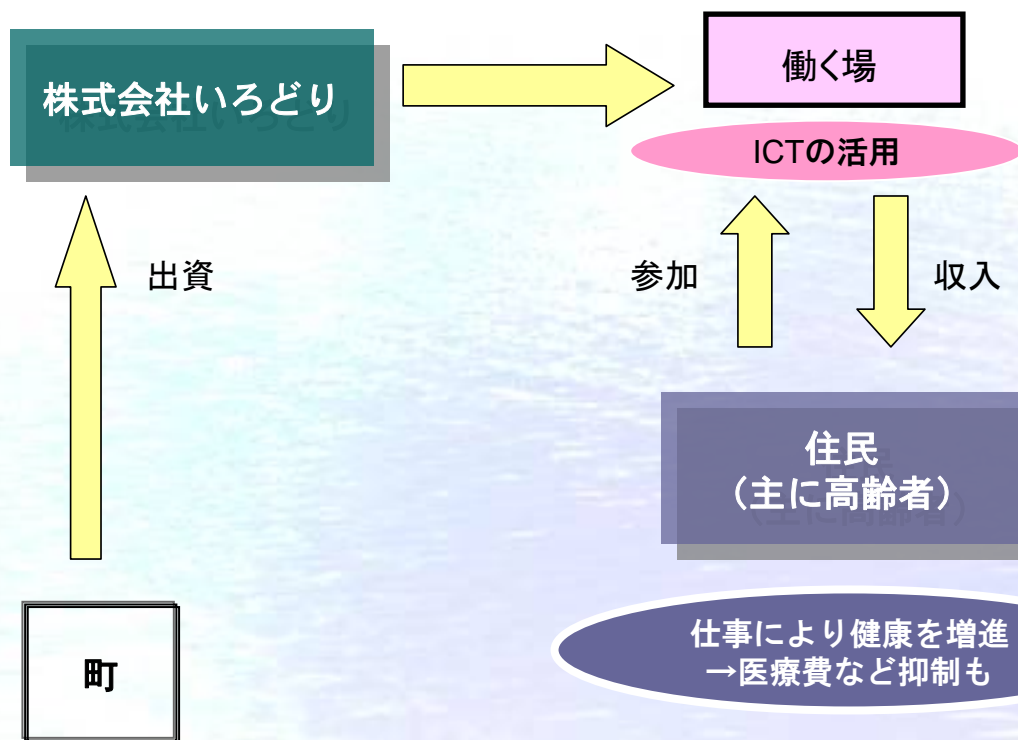 株式会社いろどり
働く場
ICTの活用
出資
参加
収入
住民
（主に高齢者）
仕事により健康を増進
→医療費など抑制も
町